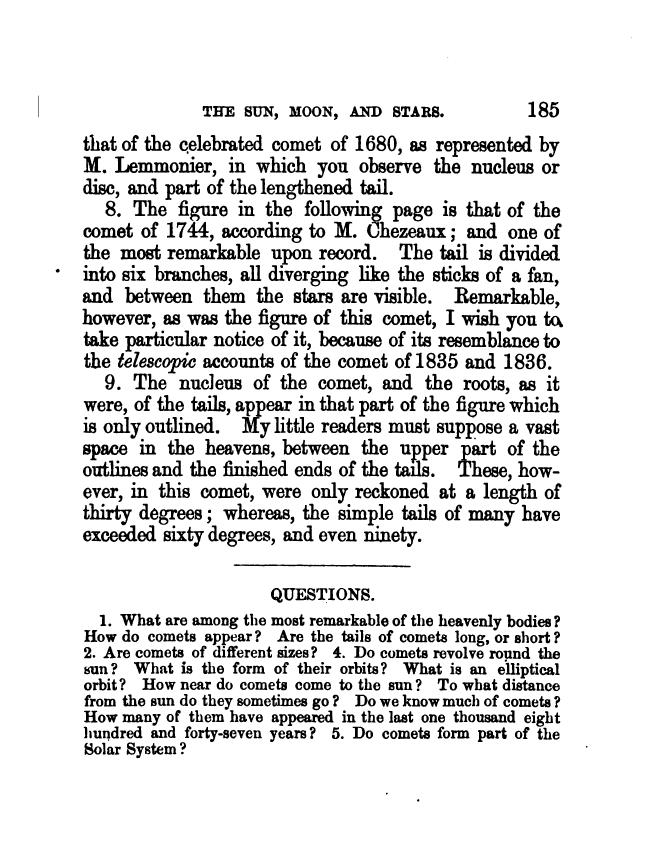 THE SUN, MOON, AND STARS. 185
that of the celebrated comet of 1680, as represented by
M. Lemmonier, in which you observe the nucleus or
disc, and part of the lengthened tail.
8. The figure in the following page is that of the
comet of 1744, according to M. Chezeaux; and one of
the most remarkable upon record. The tail is divided
into six branches, all diverging like the sticks of a fan,
and between them the stars are visible. Remarkable,
however, as was the figure of this comet, I wish you to
take particular notice of it, because of its resemblance to
the telescopic accounts of the comet of 1835 and 1836.
9. The nucleus of the comet, and the roots, as it
were, of the tails, appear in that part of the figure which
is only outlined. My little readers must suppose a vast
space in the heavens, between the upper part of the
outlines and the finished ends of the tails. These, how-
ever, in this comet, were only reckoned at a length of
thirty degrees; whereas, the simple tails of many have
exceeded sixty degrees, and even ninety.
QUESTIONS.
1. What are among the most remarkable of the heavenly bodies?
How do comets appear? Are the tails of comets long, or short?
2. Are comets of different sizes? 4. Do comets revolve round the
sun? What is the form of their orbits? What is an elliptical
orbit? How near do comets come to the sun? To what distance
from the sun do they sometimes go? Do we know much of comets?
How many of them have appeared in the last one thousand eight
hundred and forty-seven years? 5. Do comets form part of the
Solar System?